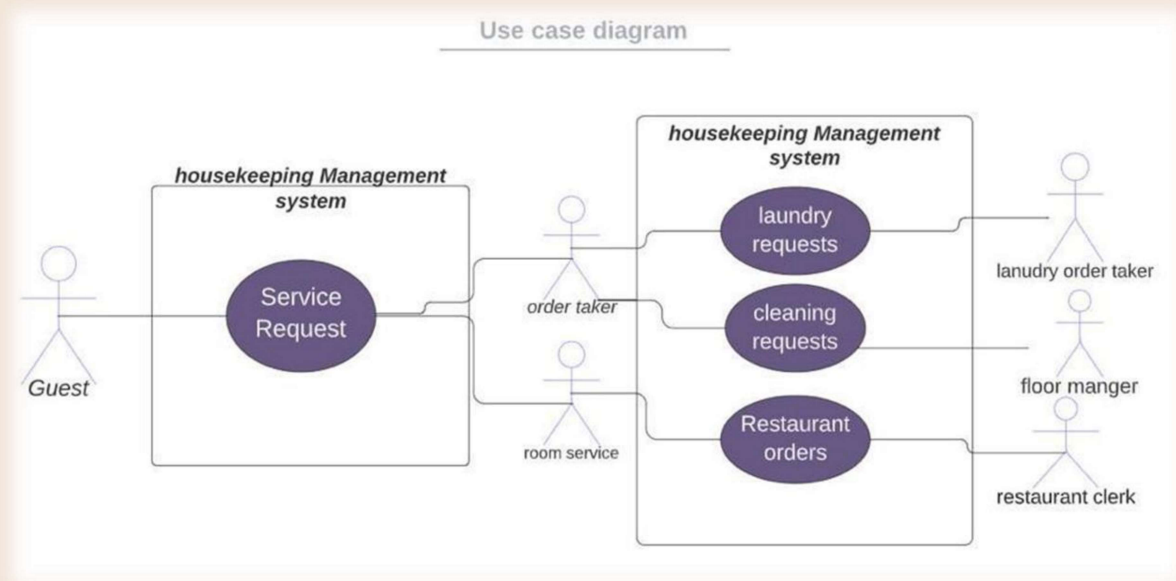 Use case diagram
housekeeping Management
system
Service
Request
Guest
order taker
room service
housekeeping Management
system
laundry
requests
cleaning
requests
Restaurant
orders
lanudry order taker
floor manger
restaurant clerk